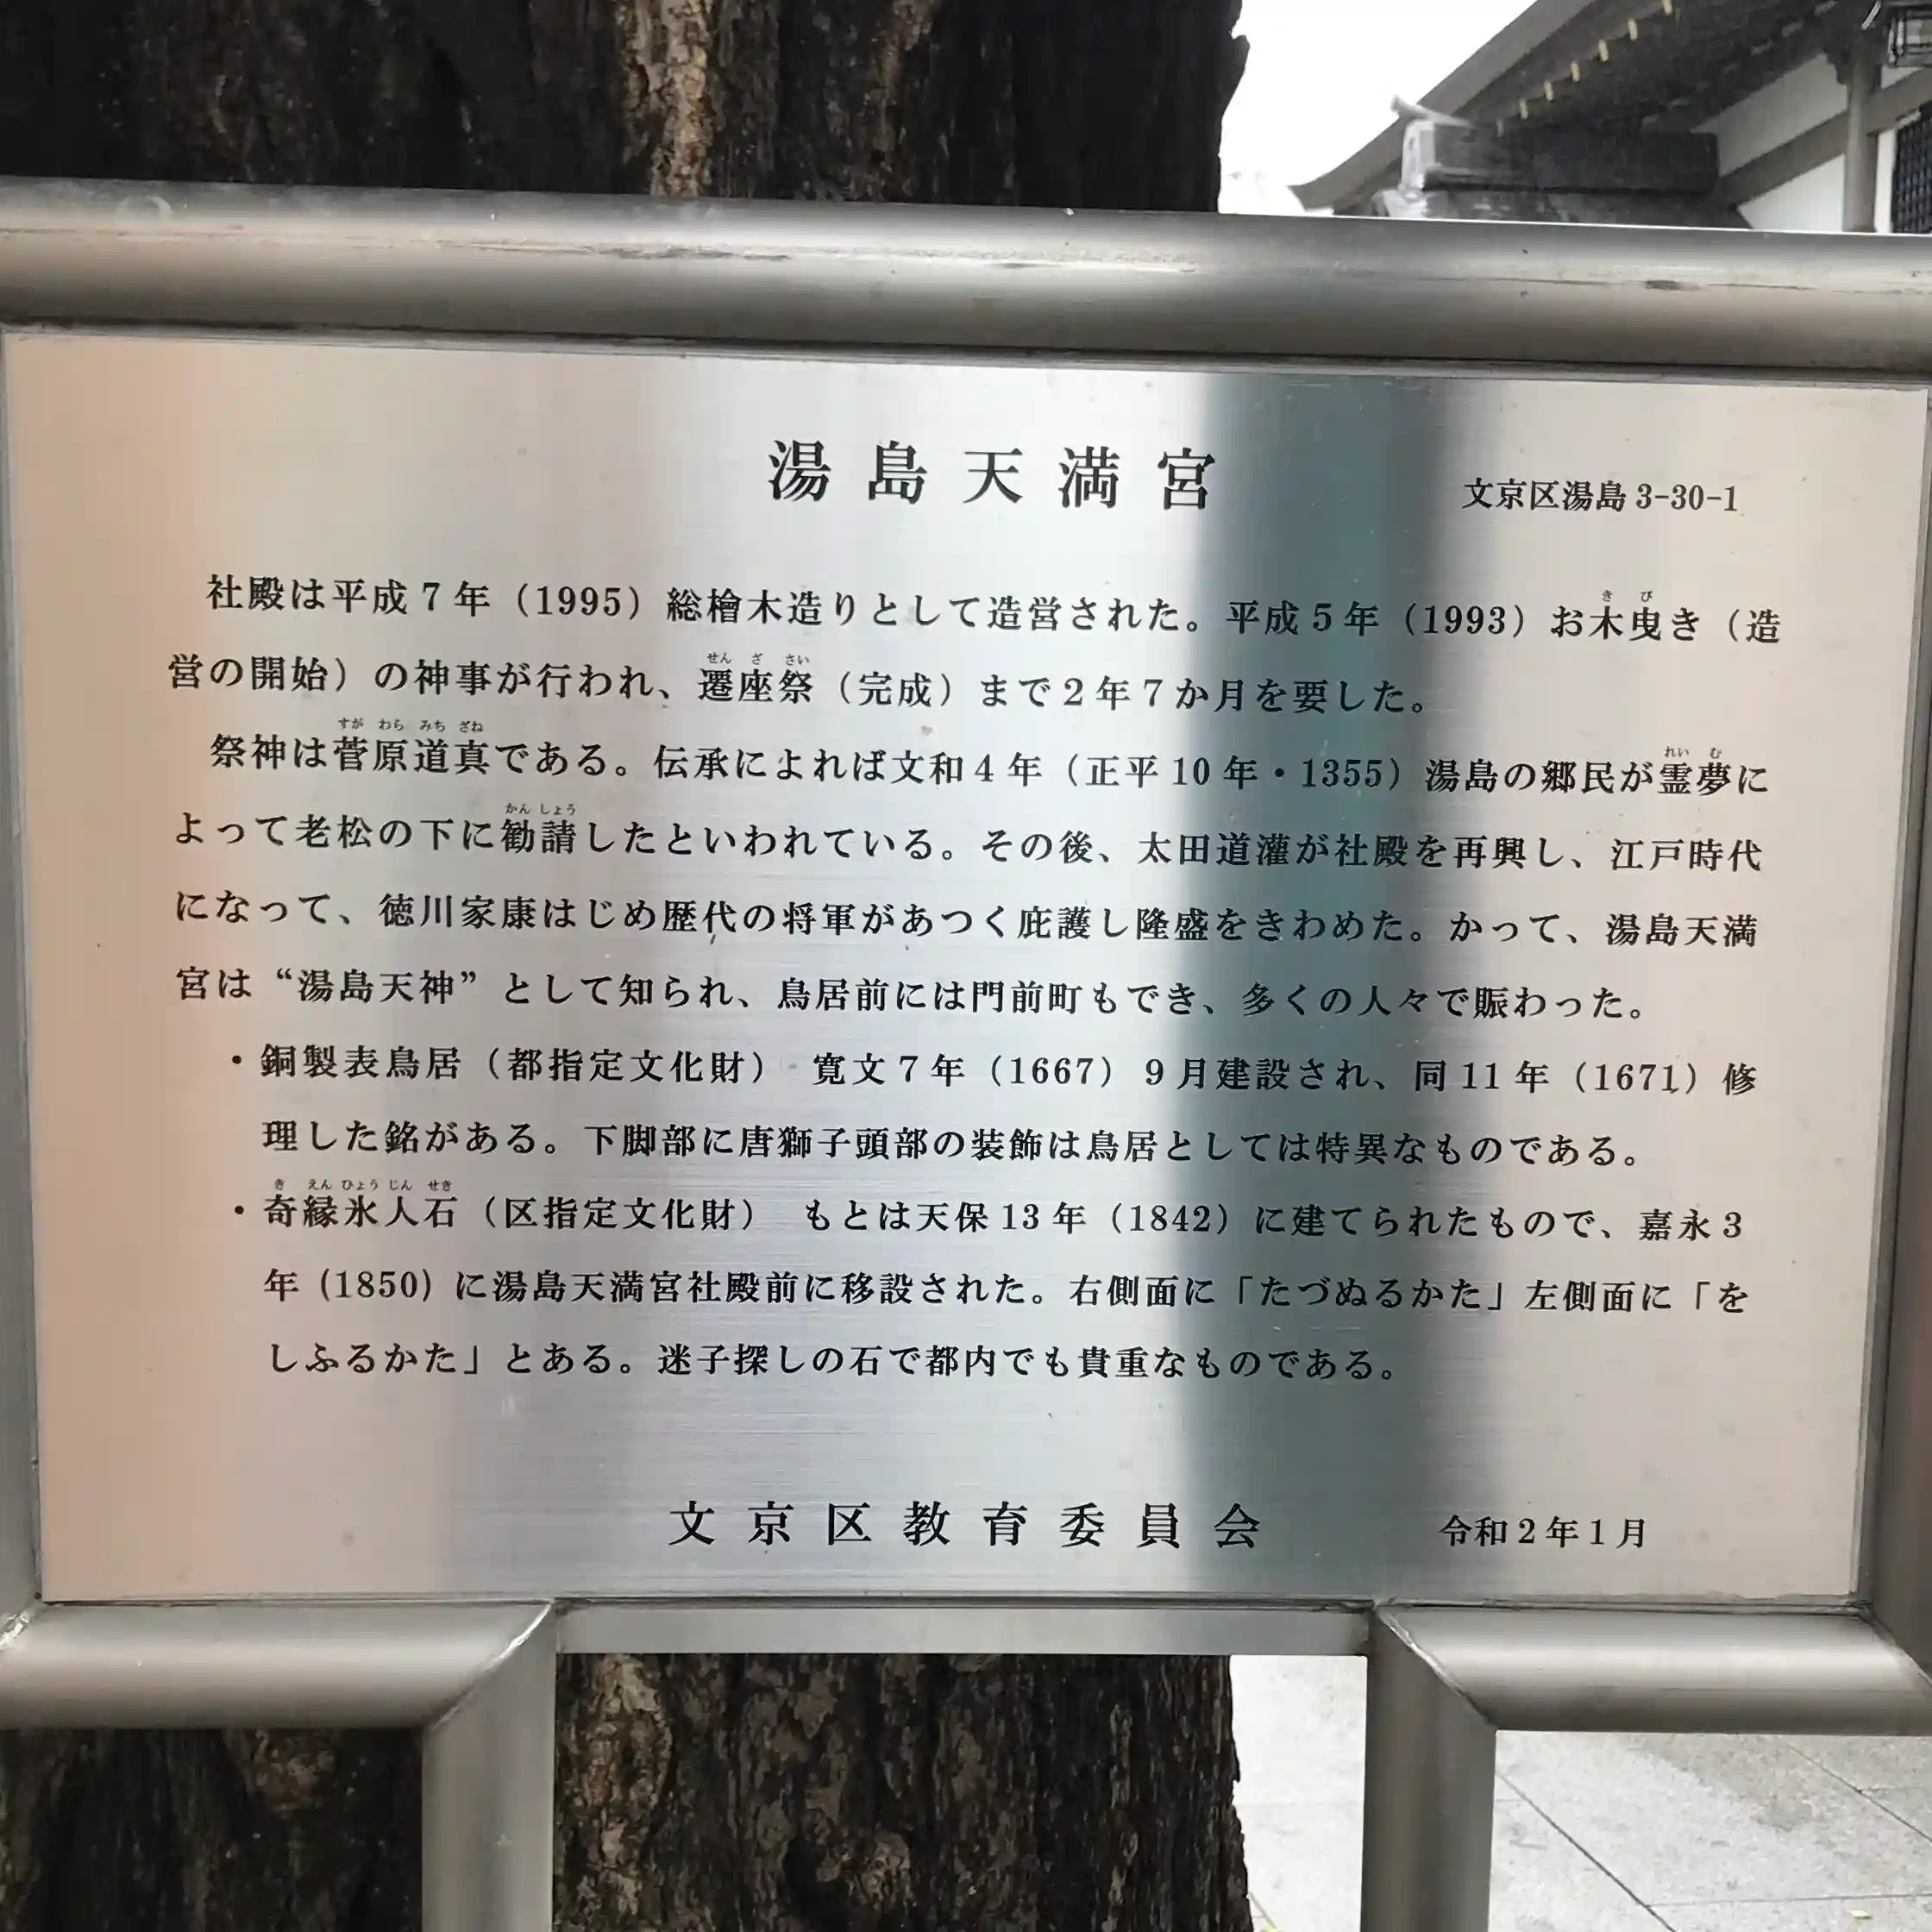 湯島天満宮
文京区湯島 3-30-1
社殿は平成７年（1995）総檜木造りとして造営された。平成５年（1993）お木曳き（造
営の開始）の神事が行われ、遷座祭（完成）まで２年７か月を要した。
祭神は菅原道真である。伝承によれば文和４年（正平10年・1355）湯島の郷民が霊夢に
よって老松の下に勧請したといわれている。その後、太田道灌が社殿を再興し、江戸時代
になって、徳川家康はじめ歴代の将軍があつく庇護し隆盛をきわめた。かって、湯島天満
宮は“湯島天神”として知られ、鳥居前には門前町もでき、多くの人々で賑わった。
・銅製表鳥居（都指定文化財）　寛文７年（1667）９月建設され、同11年（1671）修
理した銘がある。下脚部に唐獅子頭部の装飾は鳥居としては特異なものである。
・奇縁氷人石（区指定文化財）　もとは天保13年（1842）に建てられたもので、嘉永３
年 (1850) に湯島天満宮社殿前に移設された。右側面に「たづぬるかた」左側面に「を
しふるかた」とある。迷子探しの石で都内でも貴重なものである。
文京区教育委員会
令和２年１月